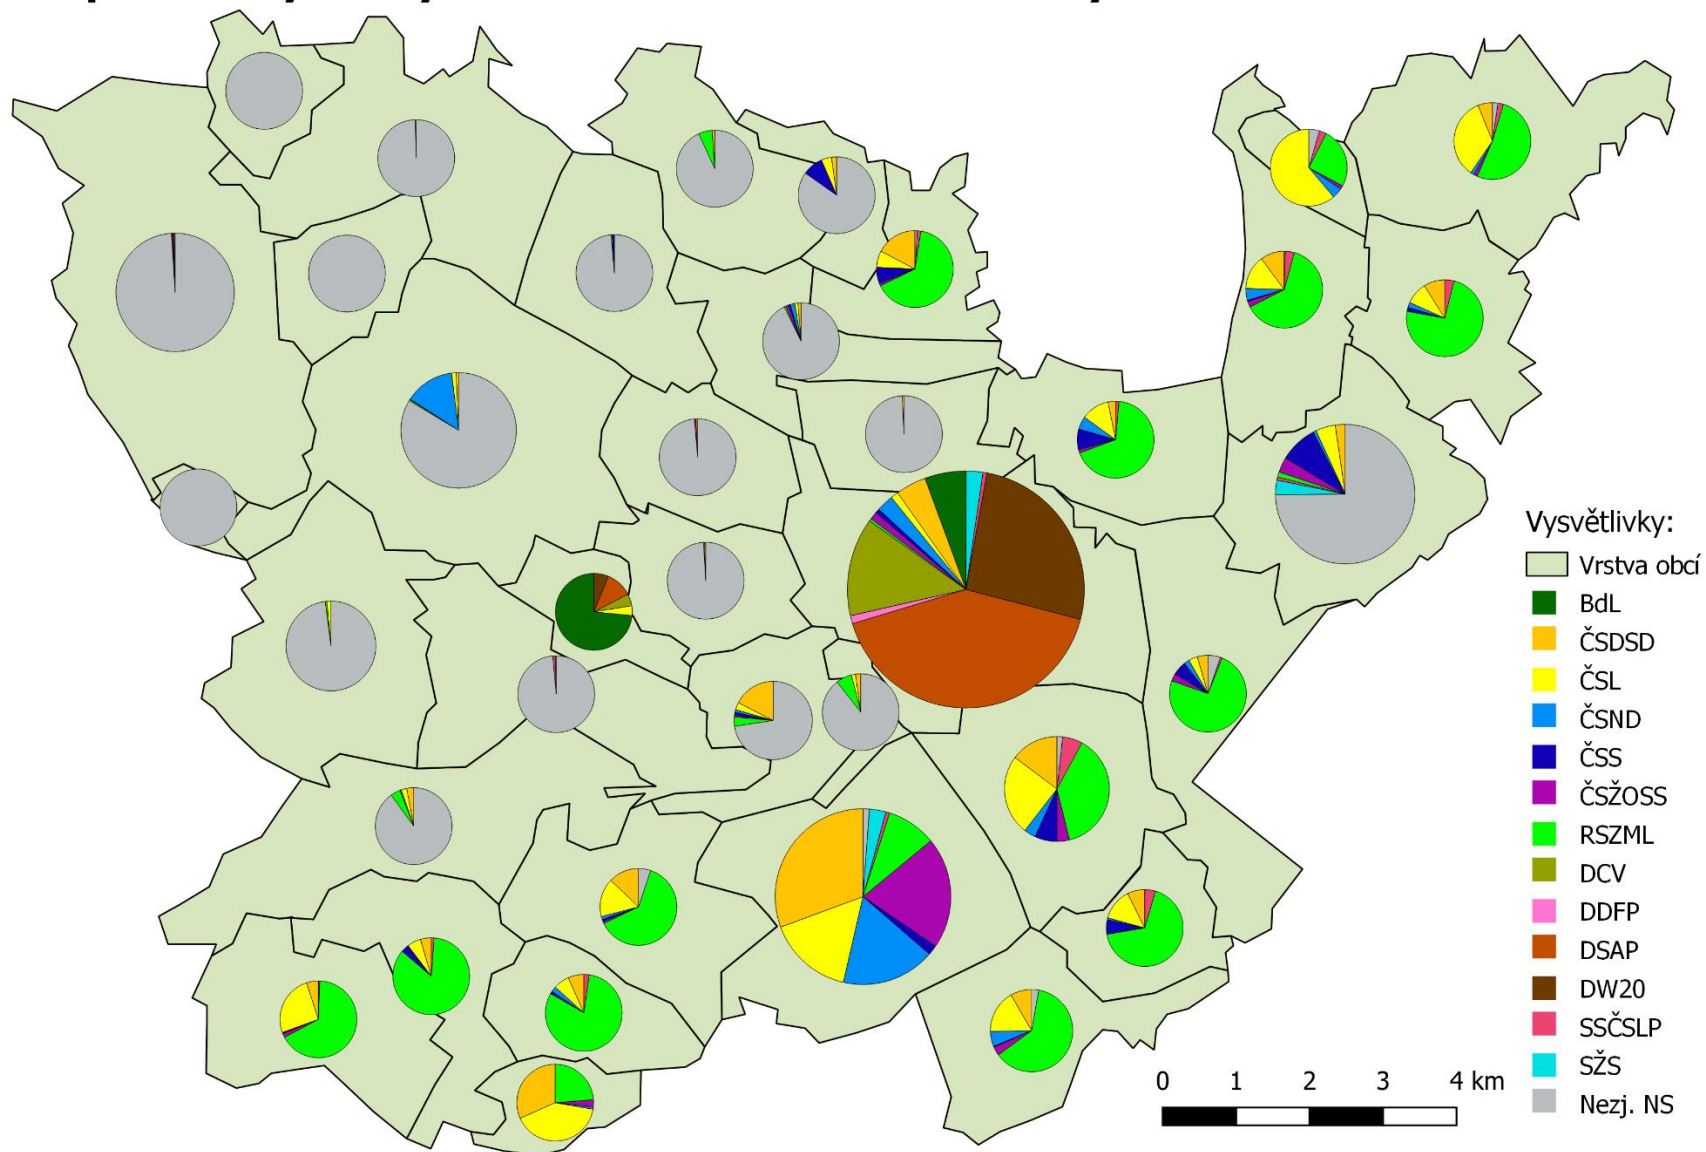 Vysvětlivky:
Vrstva obcí
BdL
ČSDSD
ČSL
ČSND
ČSS
ČSŽOSS
RSZML
DCV
DDFP
DSAP
DW20
SSČSLP
SŽS
Nezj. NS
0 1 2 3 4 km